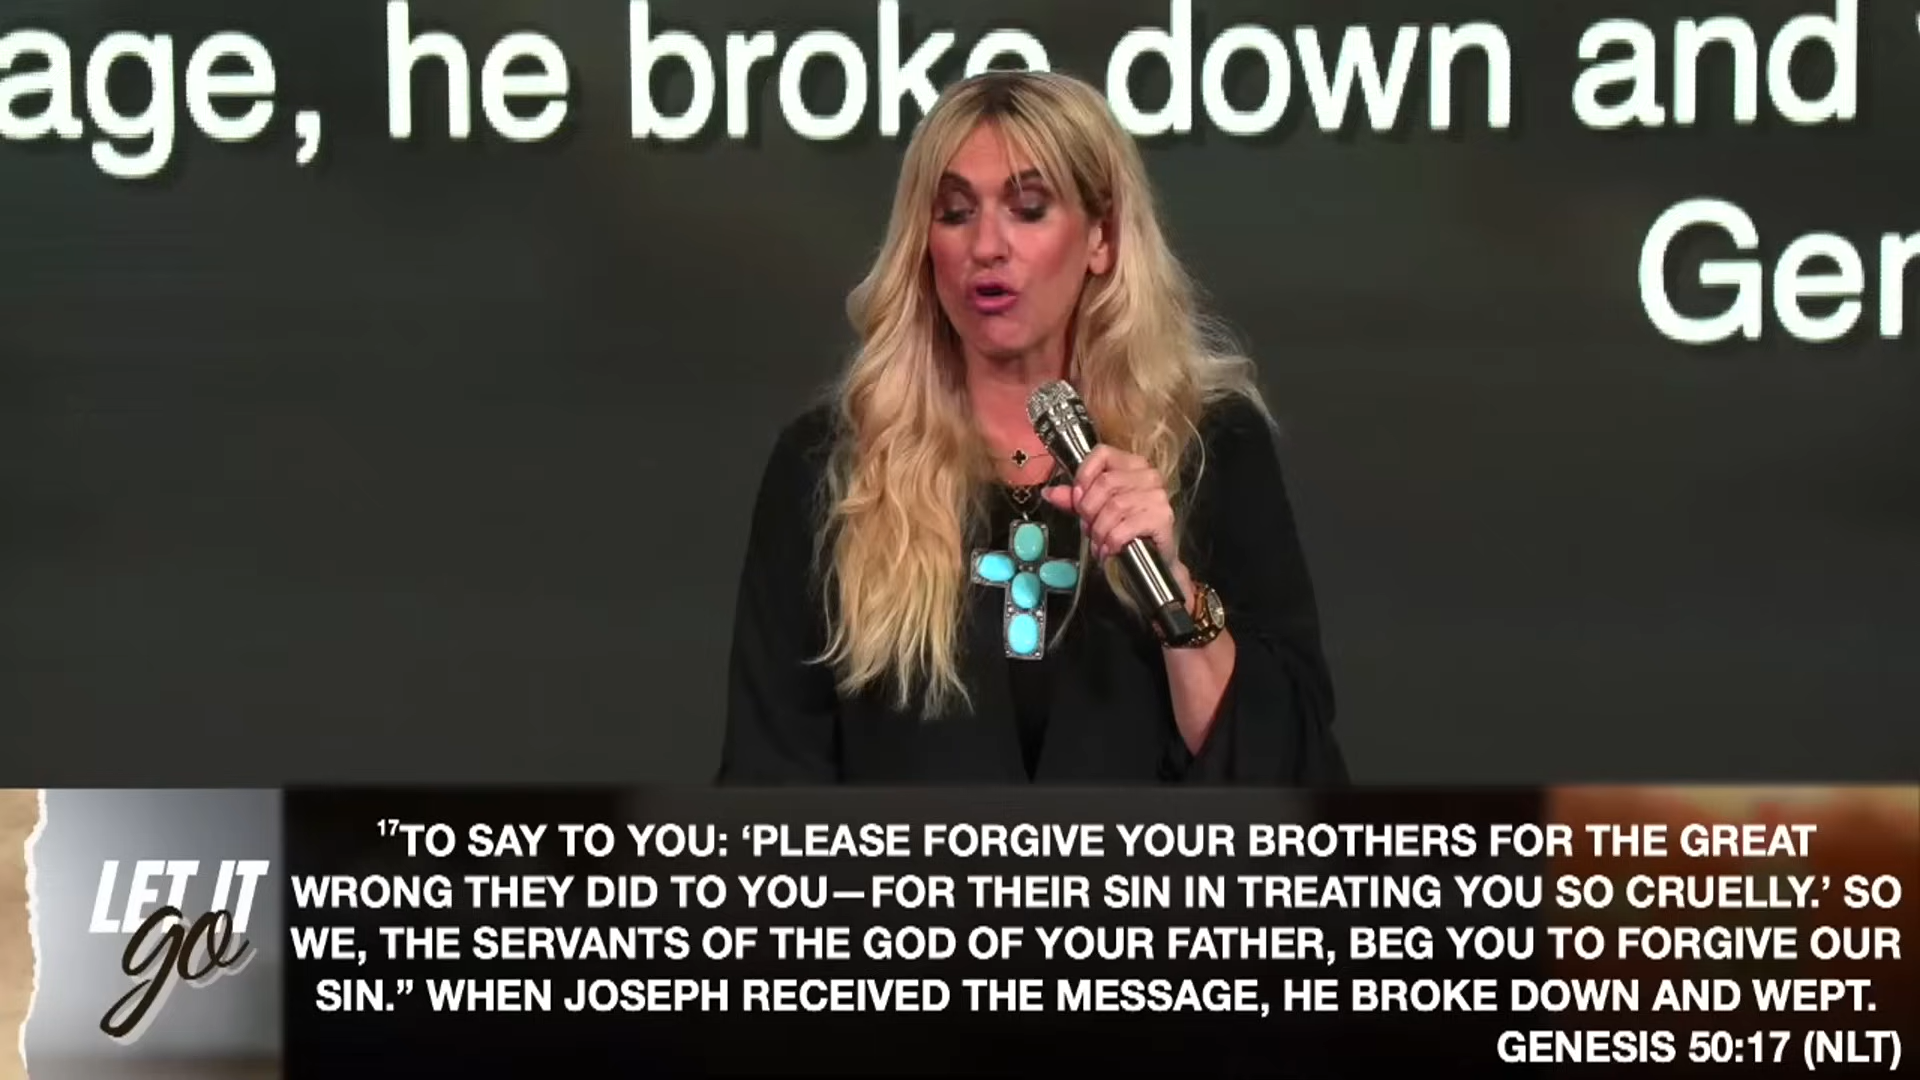 age, he broke down and
Ger
LET IT
go
¹⁷TO SAY TO YOU: ‘PLEASE FORGIVE YOUR BROTHERS FOR THE GREAT
WRONG THEY DID TO YOU—FOR THEIR SIN IN TREATING YOU SO CRUELLY.’ SO
WE, THE SERVANTS OF THE GOD OF YOUR FATHER, BEG YOU TO FORGIVE OUR
SIN.” WHEN JOSEPH RECEIVED THE MESSAGE, HE BROKE DOWN AND WEPT.
GENESIS 50:17 (NLT)